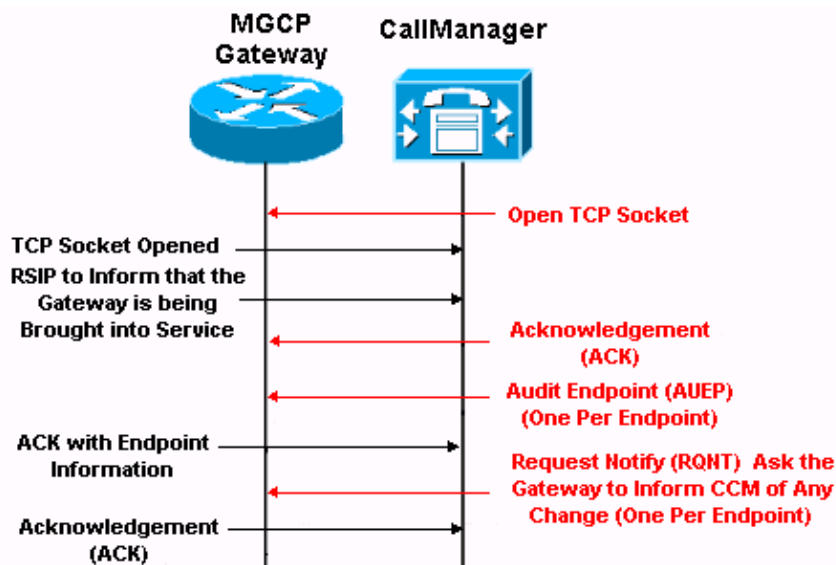 MGCP
Gateway
CallManager
Open TCP Socket
TCP Socket Opened
RSIP to Inform that the
Gateway is being
Brought into Service
Acknowledgement
(ACK)
Audit Endpoint (AUEP)
(One Per Endpoint)
ACK with Endpoint
Information
Request Notify (RQNT) Ask the
Gateway to Inform CCM of Any
Change (One Per Endpoint)
Acknowledgement
(ACK)